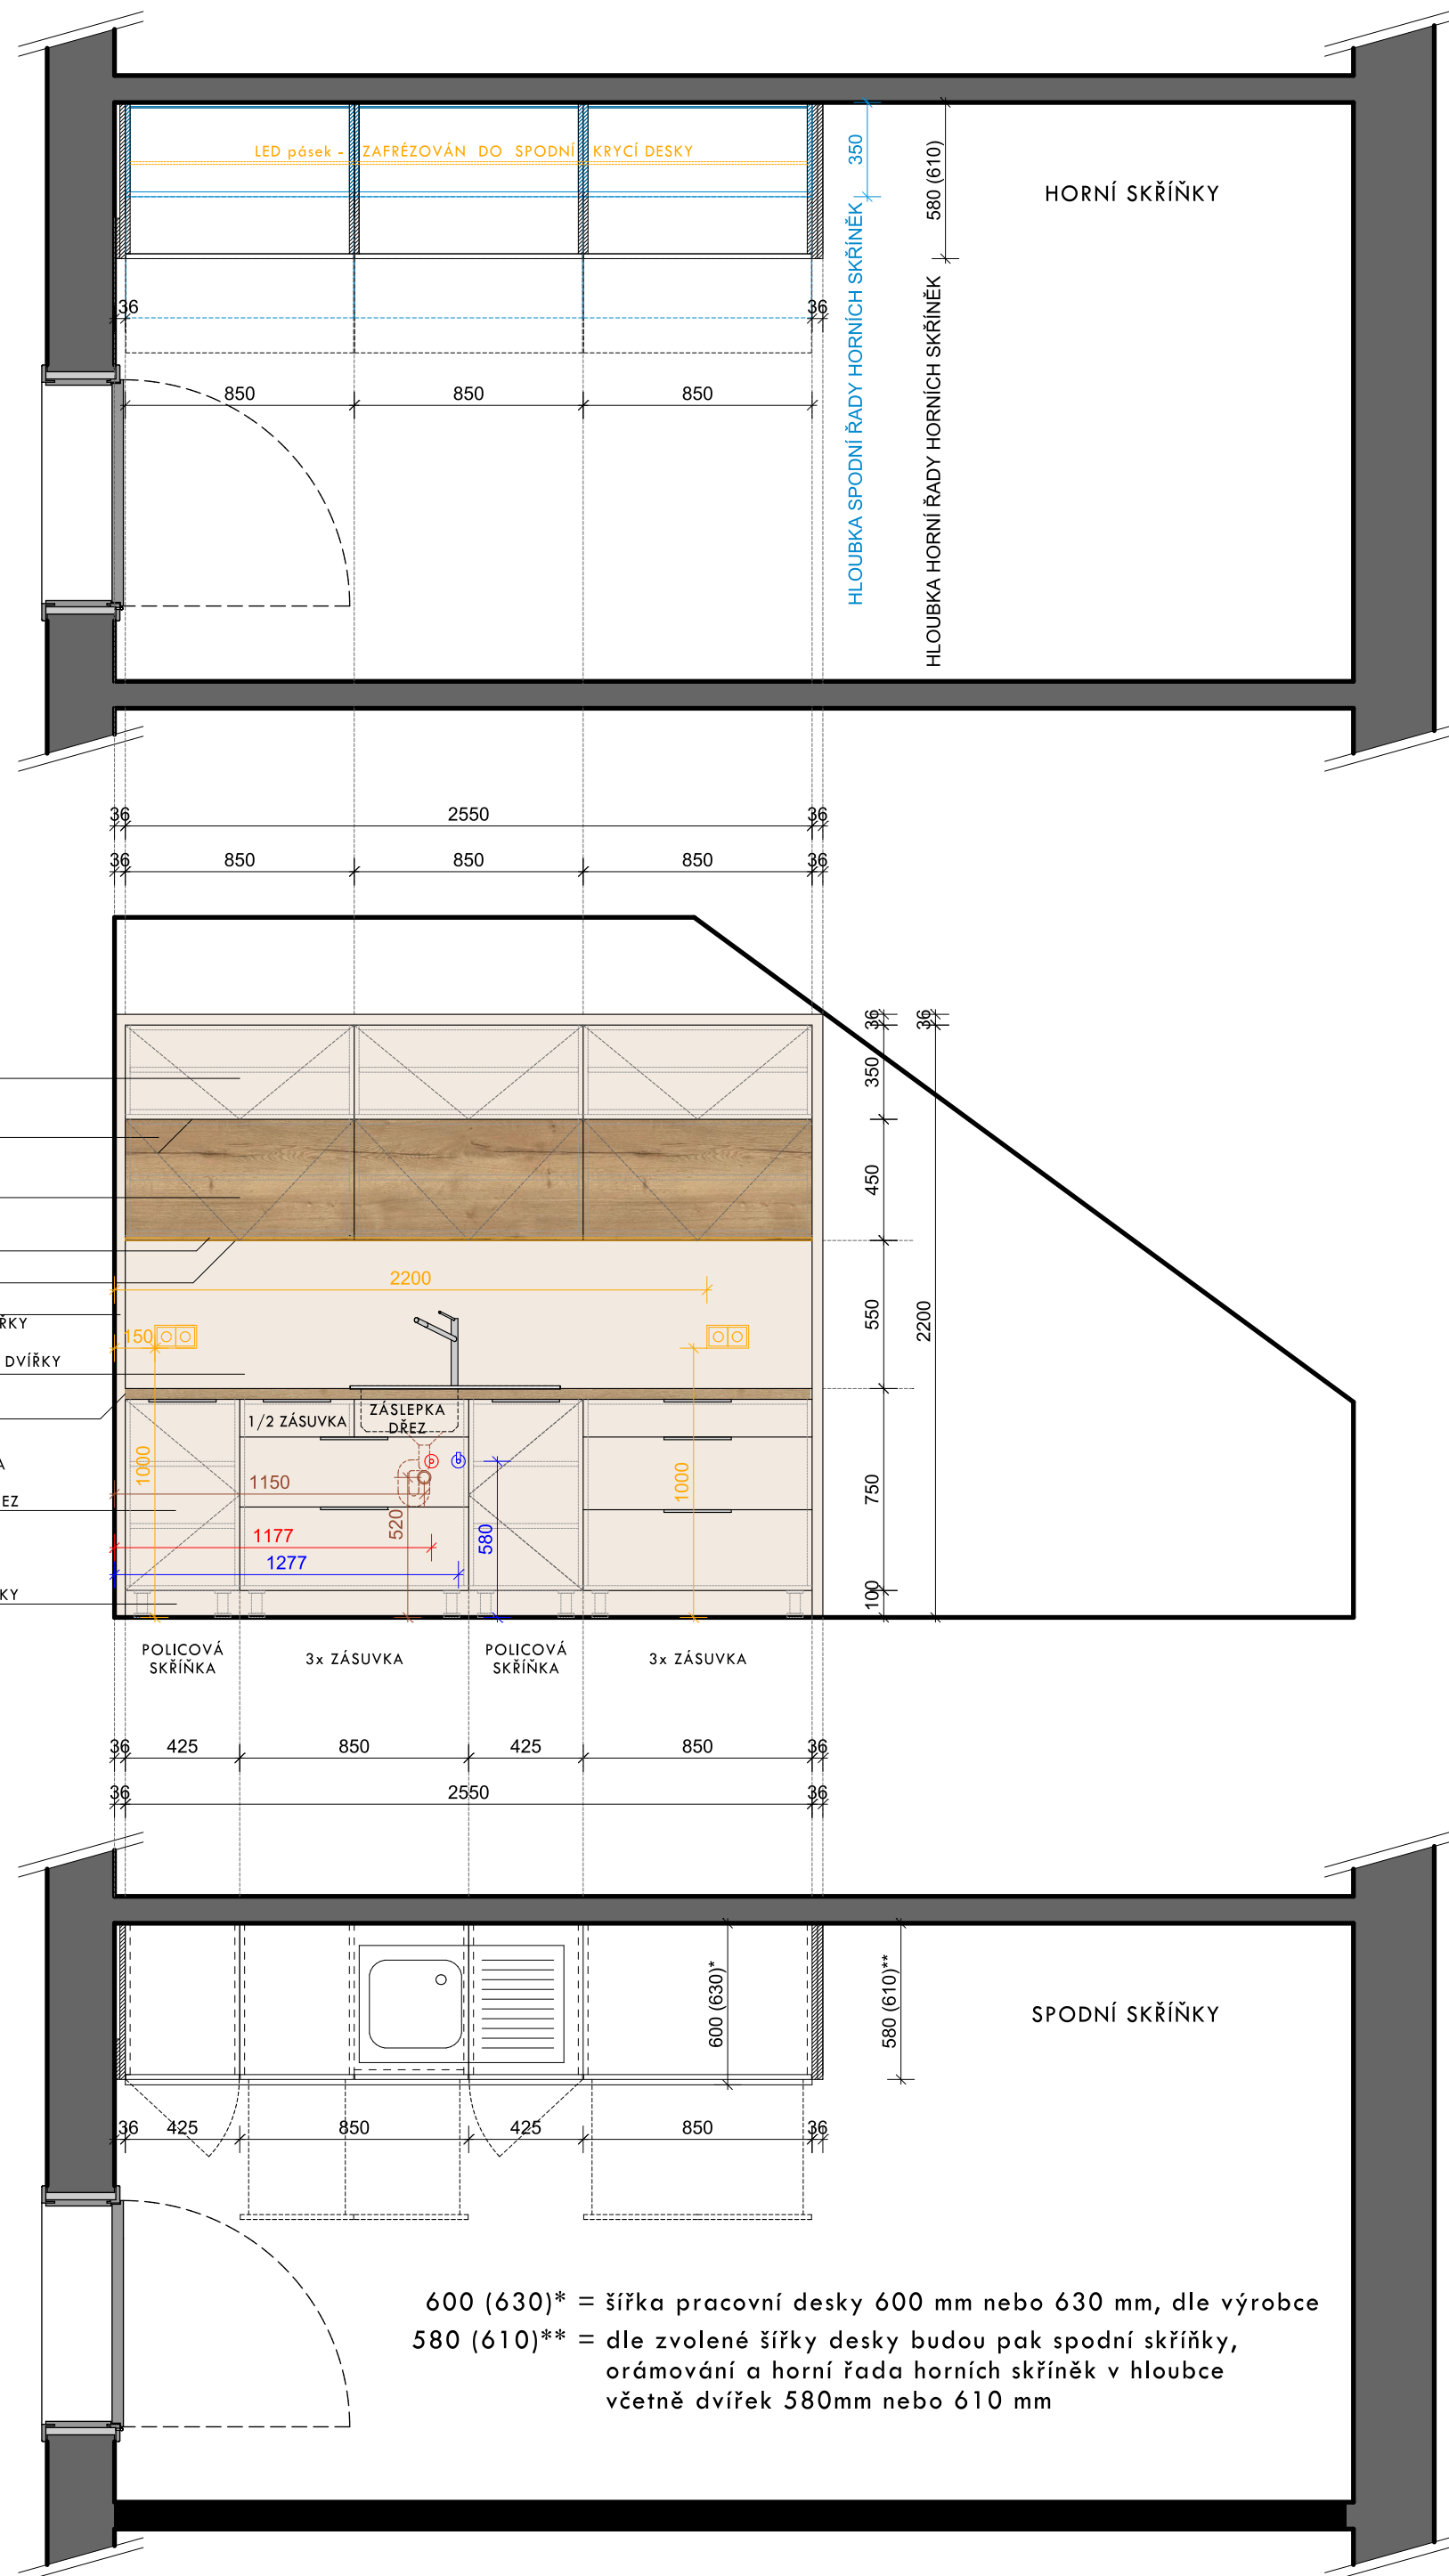 LED pásek - ZAFRÉZOVÁN DO SPODNÍ KRYCÍ DESKY
350
580 (610)
HORNÍ SKŘÍŇKY
HLOUBKA SPODNÍ ŘADY HORNÍCH SKŘÍNĚK
HLOUBKA HORNÍ ŘADY HORNÍCH SKŘÍNĚK
36
36
850
850
850
36
2550
36
36
850
850
850
36
36
36
350
450
550
2200
750
100
2200
150
ŘKY
DVÍŘKY
1/2 ZÁSUVKA
ZÁSLEPKA
DŘEZ
1000
1150
520
580
1000
A
EZ
1177
1277
KY
POLICOVÁ
SKŘÍŇKA
3x ZÁSUVKA
POLICOVÁ
SKŘÍŇKA
3x ZÁSUVKA
36
425
850
425
850
36
36
2550
36
600 (630)*
580 (610)**
SPODNÍ SKŘÍŇKY
36
425
850
425
850
36
600 (630)* = šířka pracovní desky 600 mm nebo 630 mm, dle výrobce
580 (610)** = dle zvolené šířky desky budou pak spodní skříňky,
orámování a horní řada horních skříněk v hloubce
včetně dvířek 580mm nebo 610 mm